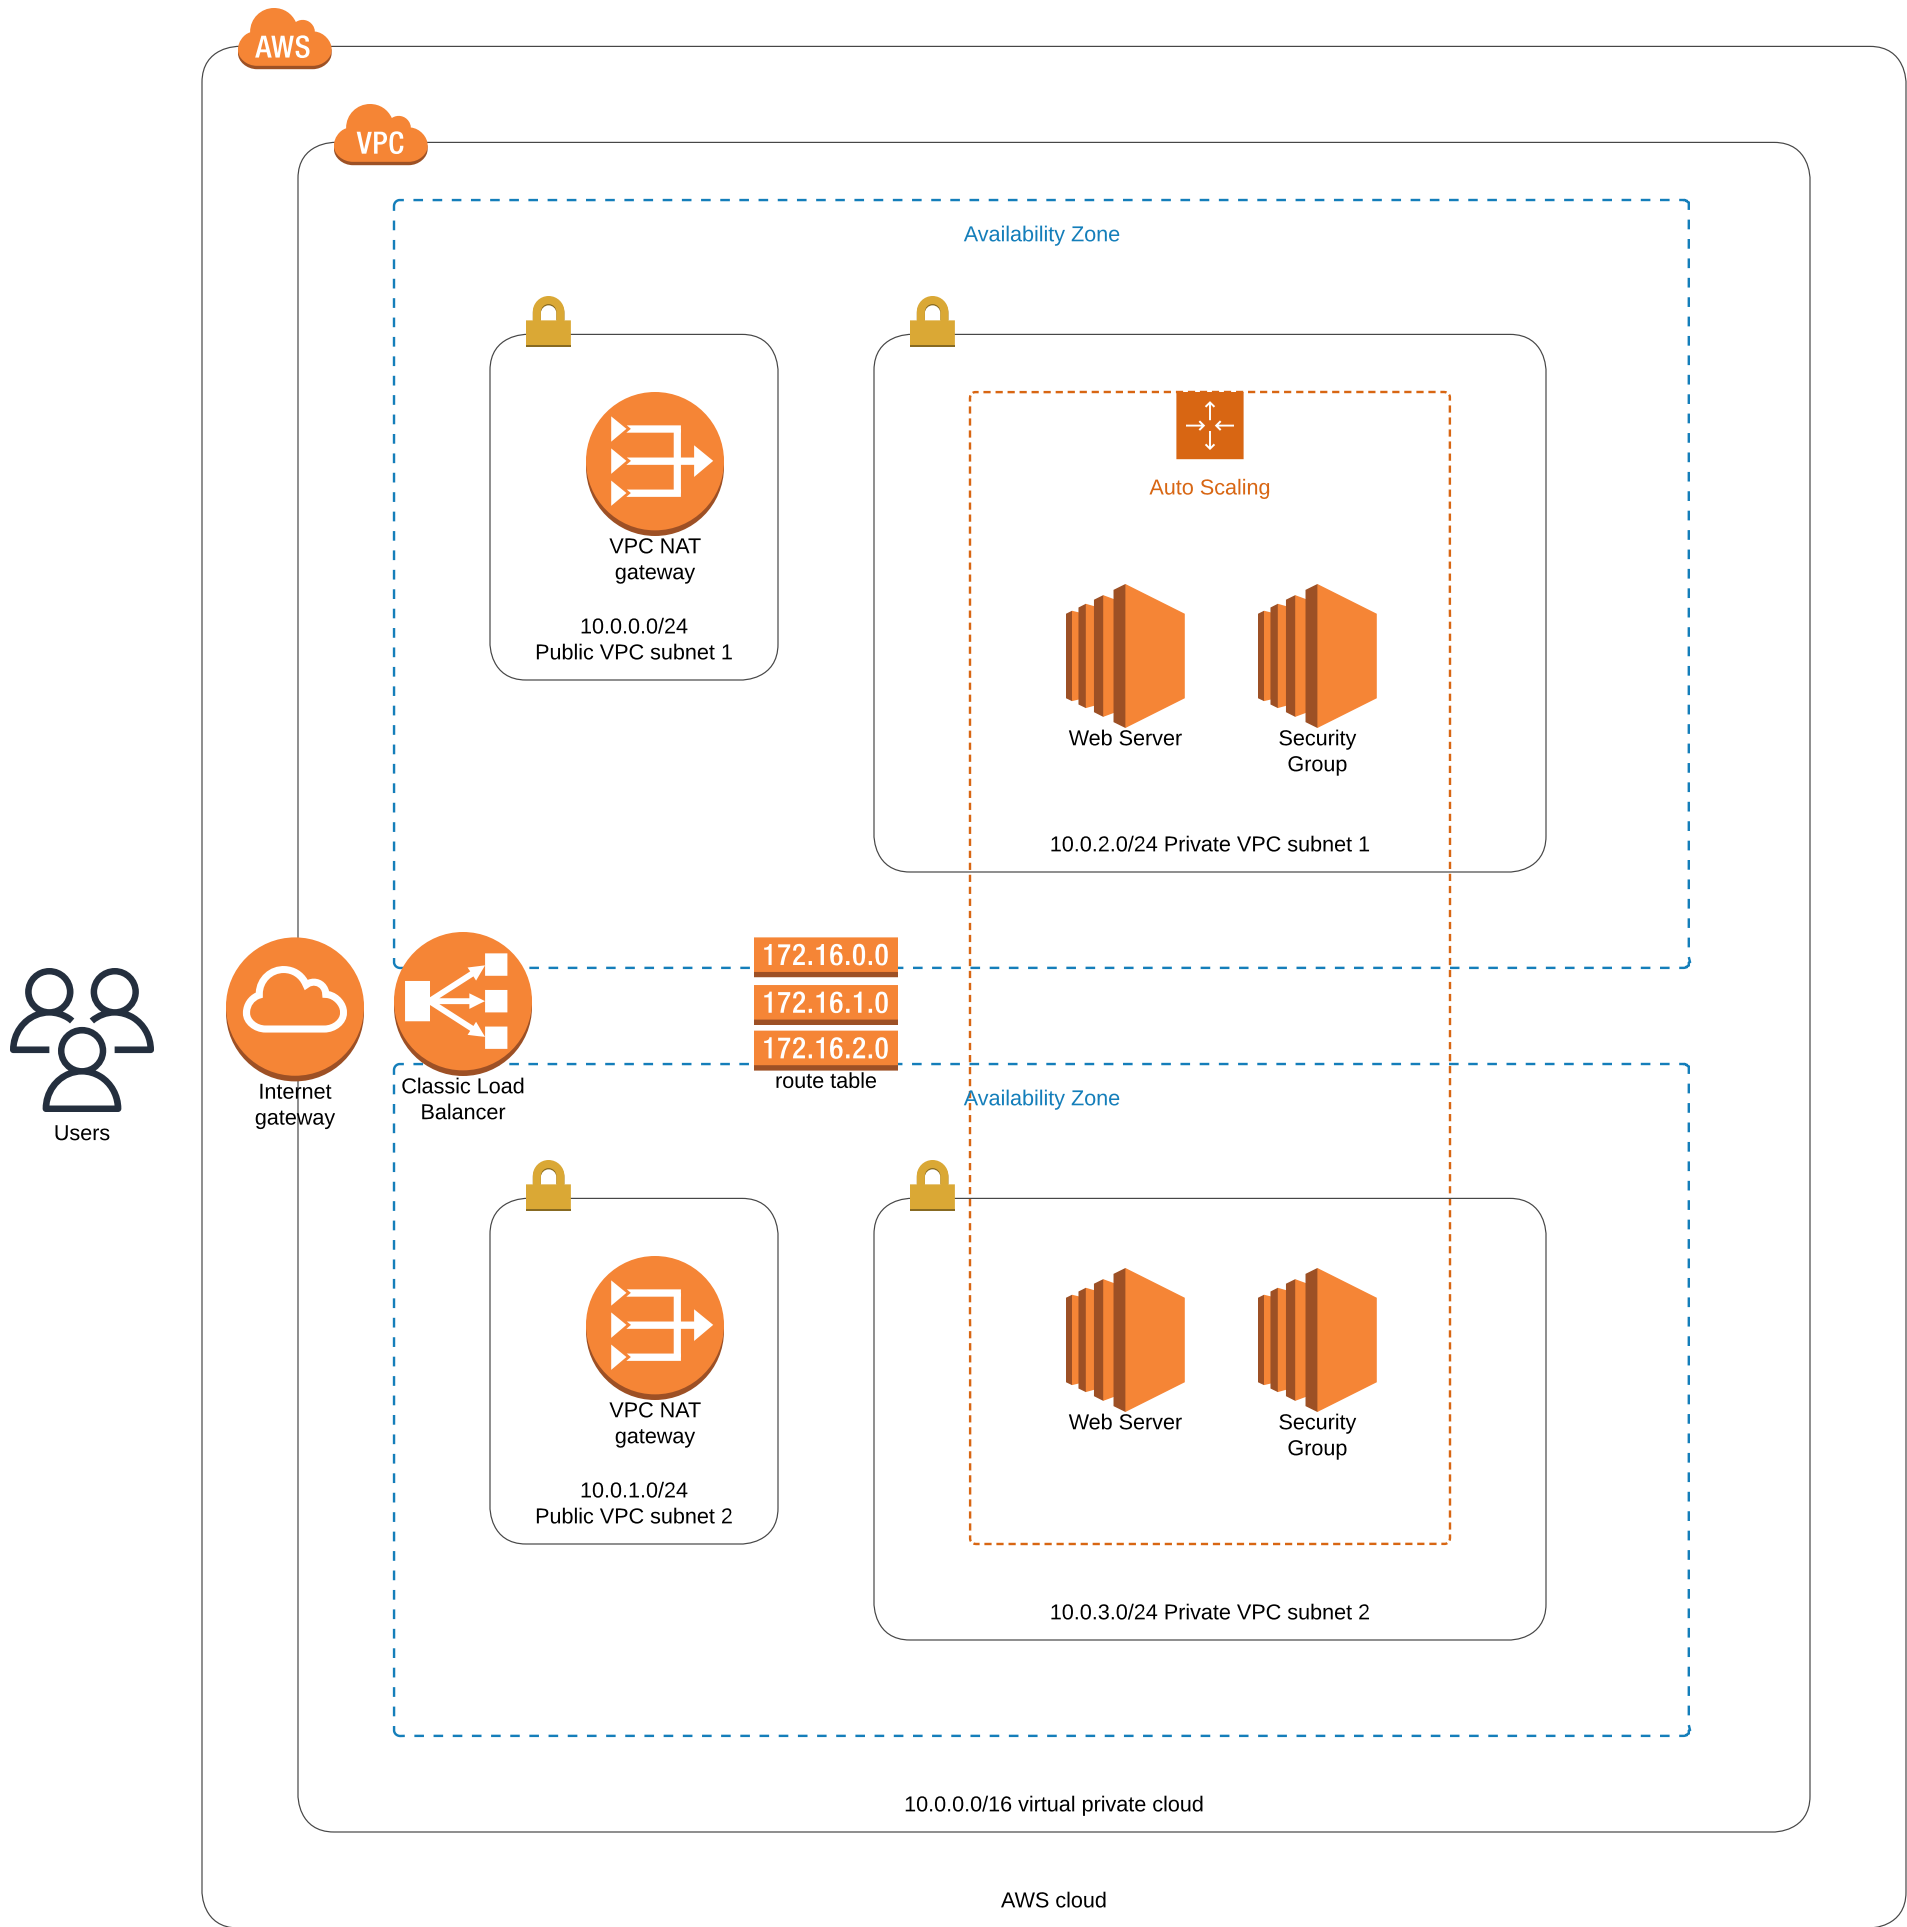 AWS
VPC
Availability Zone
Auto Scaling
VPC NAT
gateway
10.0.0.0/24
Public VPC subnet 1
Web Server
Security
Group
10.0.2.0/24 Private VPC subnet 1
172.16.0.0
172.16.1.0
172.16.2.0
route table
Internet
gateway
Classic Load
Balancer
Users
Availability Zone
VPC NAT
gateway
10.0.1.0/24
Public VPC subnet 2
Web Server
Security
Group
10.0.3.0/24 Private VPC subnet 2
10.0.0.0/16 virtual private cloud
AWS cloud